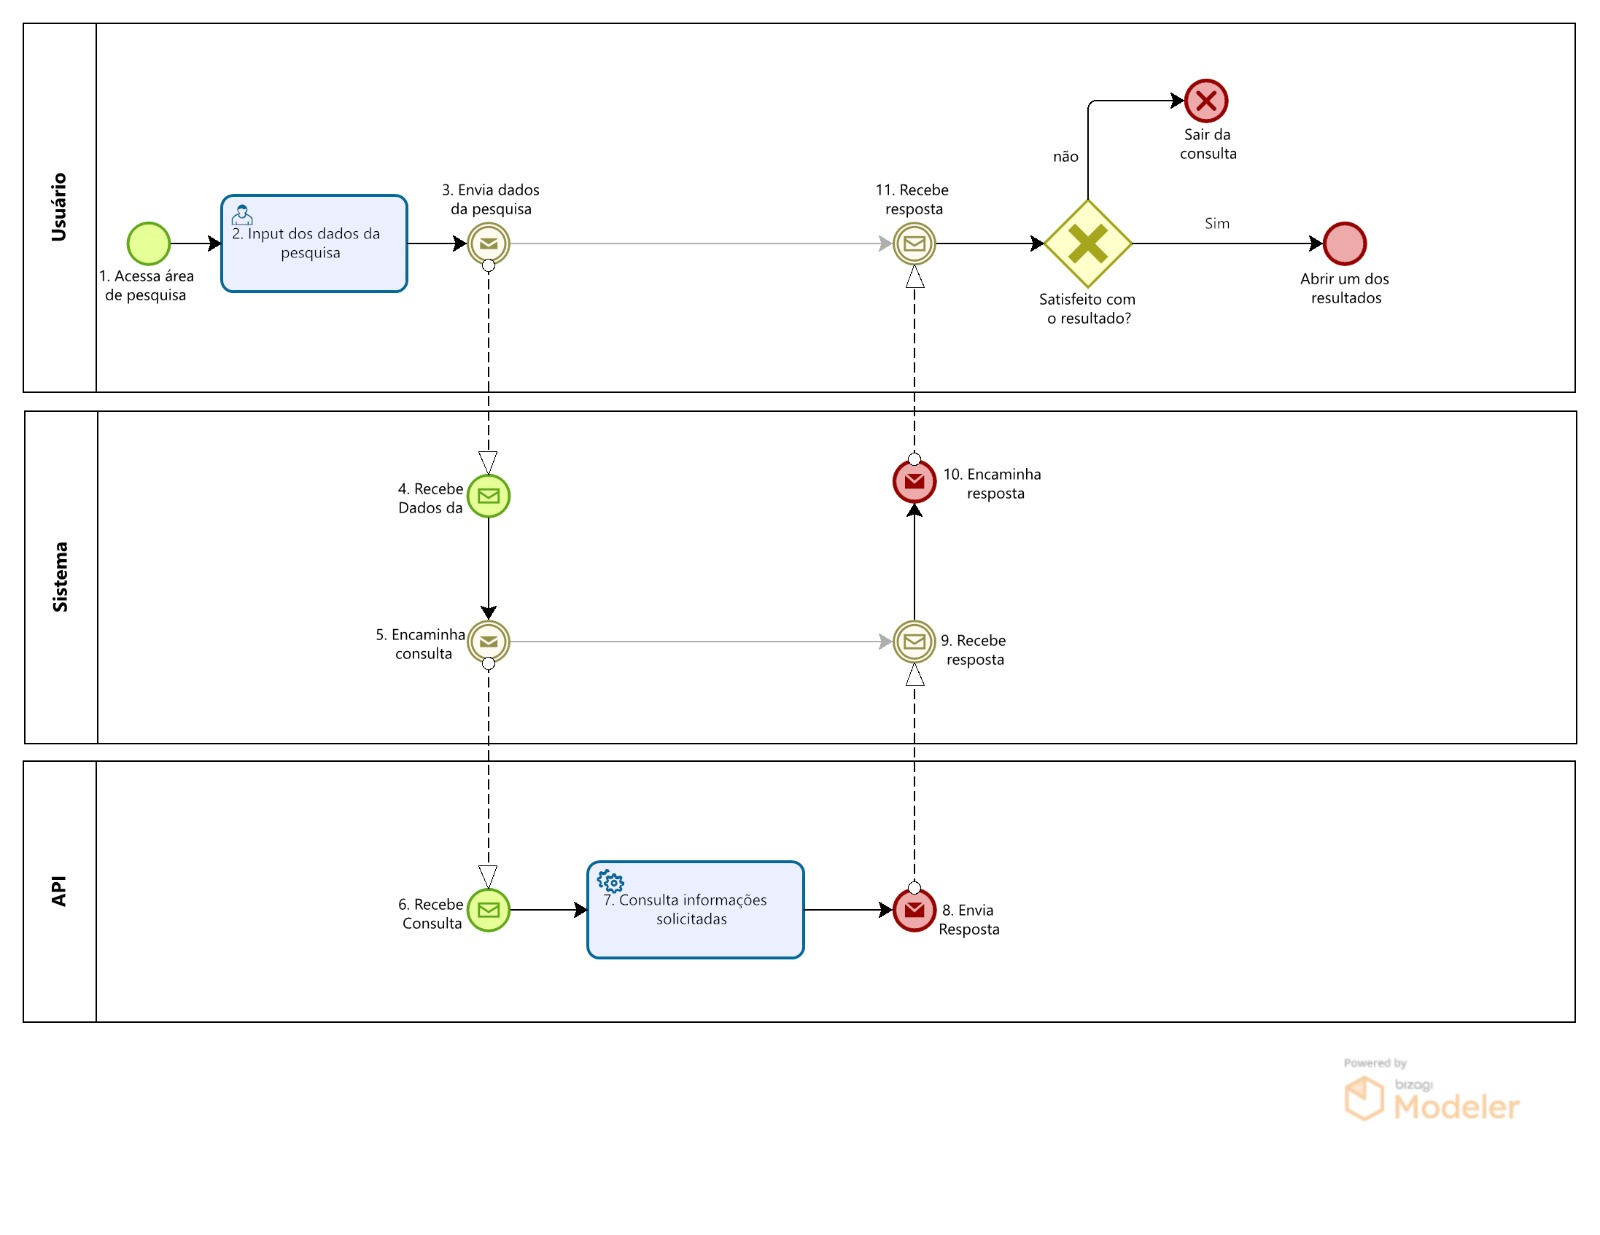 Usuário
1. Acessa área
de pesquisa
2. Input dos dados da
pesquisa
3. Envia dados
da pesquisa
11. Recebe
resposta
Satisfeito com
o resultado?
não
Sair da
consulta
Sim
Abrir um dos
resultados
Sistema
4. Recebe
Dados da
5. Encaminha
consulta
9. Recebe
resposta
10. Encaminha
resposta
API
6. Recebe
Consulta
7. Consulta informações
solicitadas
8. Envia
Resposta
Powered by
bizagi
Modeler